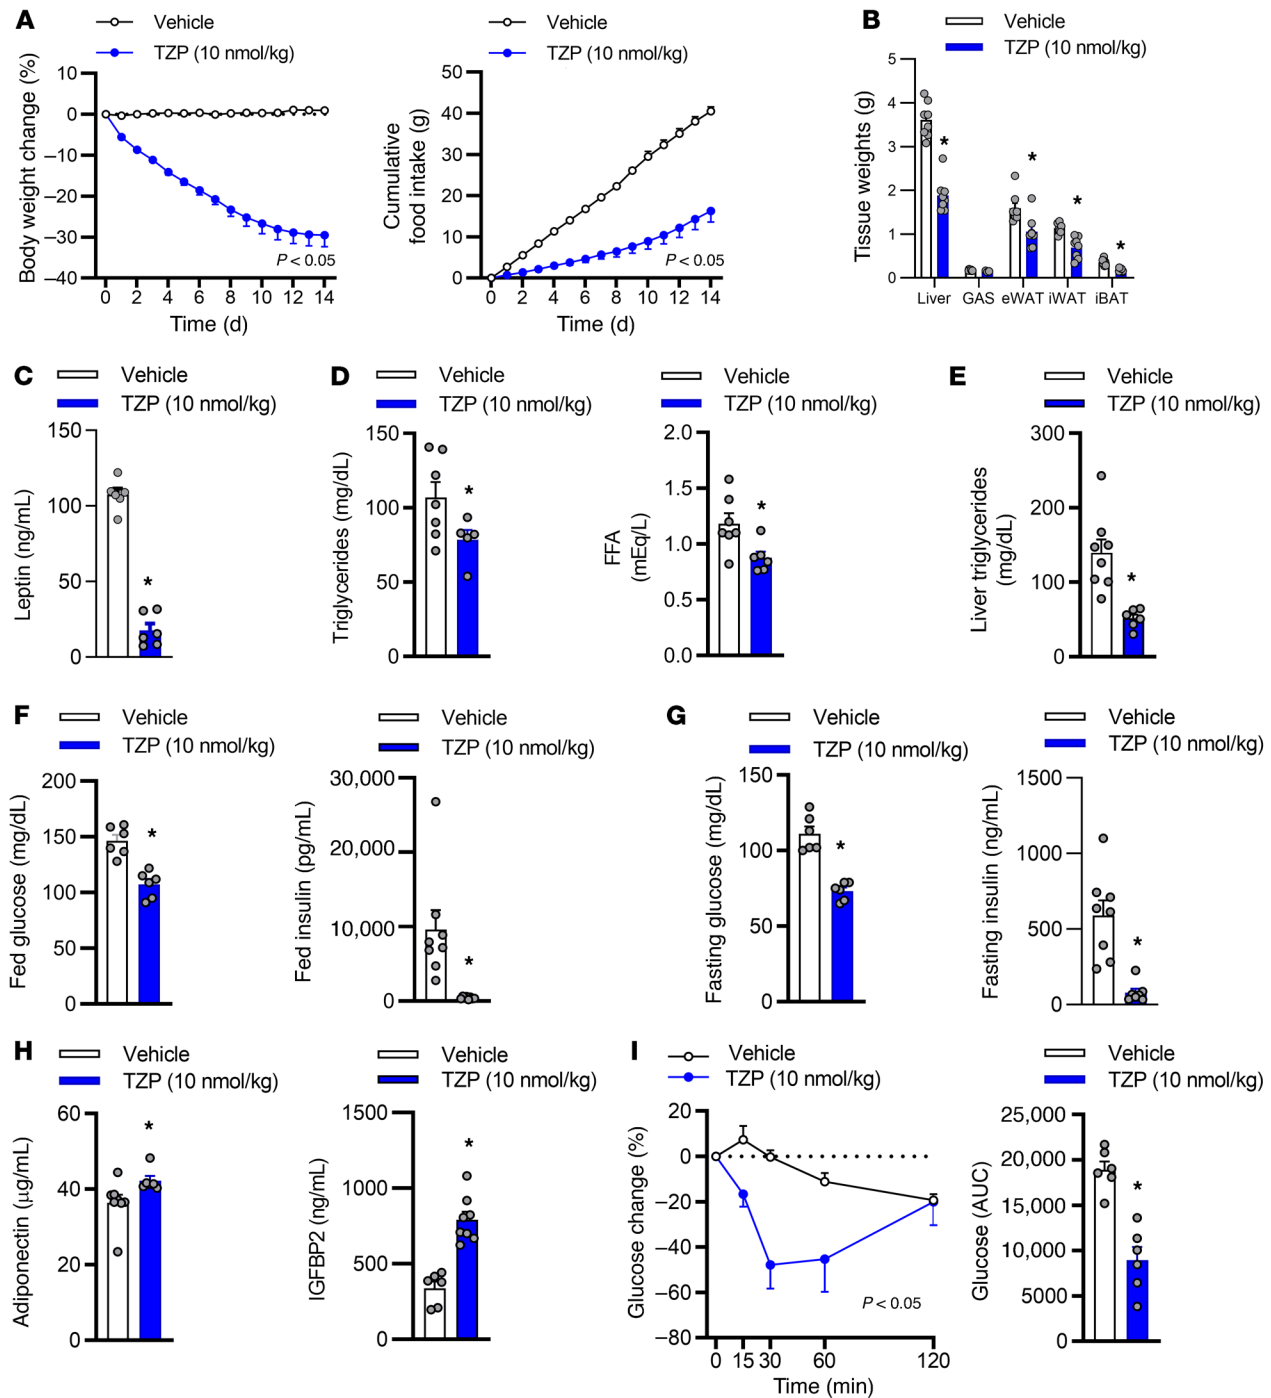 A
Vehicle
TZP (10 nmol/kg)
Body weight change (%)
10
0
–10
–20
–30
–40
P < 0.05
0 2 4 6 8 10 12 14
Time (d)
Vehicle
TZP (10 nmol/kg)
Cumulative
food intake (g)
50
40
30
20
10
0
P < 0.05
0 2 4 6 8 10 12 14
Time (d)
B
Vehicle
TZP (10 nmol/kg)
Tissue weights (g)
5
4
3
2
1
0
* * * *
Liver GAS eWAT iWAT iBAT
C
Vehicle
TZP (10 nmol/kg)
Leptin (ng/mL)
150
100
50
0
*
D
Vehicle
TZP (10 nmol/kg)
Triglycerides (mg/dL)
150
100
50
0
*
Vehicle
TZP (10 nmol/kg)
FFA
(mEq/L)
2.0
1.5
1.0
0.5
0.0
*
E
Vehicle
TZP (10 nmol/kg)
Liver triglycerides
(mg/dL)
300
200
100
0
*
F
Vehicle
TZP (10 nmol/kg)
Fed glucose (mg/dL)
200
150
100
50
0
*
Vehicle
TZP (10 nmol/kg)
Fed insulin (pg/mL)
30,000
20,000
10,000
0
*
G
Vehicle
TZP (10 nmol/kg)
Fasting glucose (mg/dL)
150
100
50
0
*
Vehicle
TZP (10 nmol/kg)
Fasting insulin (ng/mL)
1500
1000
500
0
*
H
Vehicle
TZP (10 nmol/kg)
Adiponectin (μg/mL)
60
40
20
0
*
Vehicle
TZP (10 nmol/kg)
IGFBP2 (ng/mL)
1500
1000
500
0
*
I
Vehicle
TZP (10 nmol/kg)
Glucose change (%)
20
0
–20
–40
–60
–80
P < 0.05
0 15 30 60 120
Time (min)
Vehicle
TZP (10 nmol/kg)
Glucose (AUC)
25,000
20,000
15,000
10,000
5000
0
*